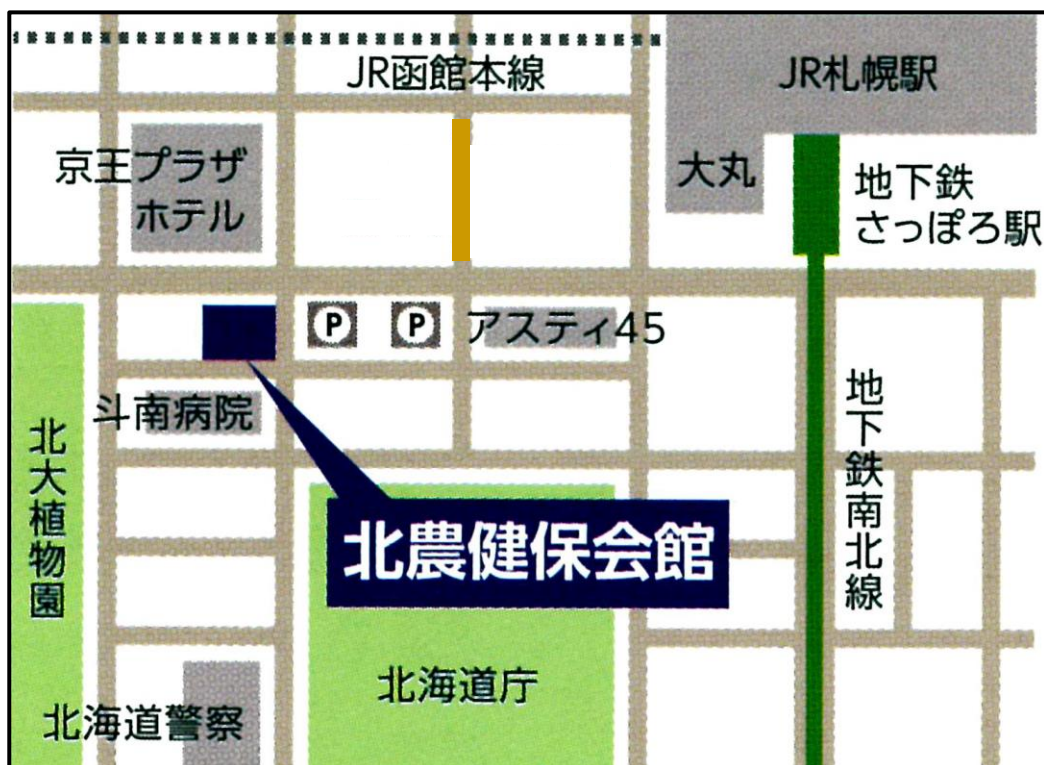 JR函館本線
JR札幌駅
京王プラザ
ホテル
大丸
地下鉄
さっぽろ駅
P
P
アスティ45
斗南病院
北大植物園
地下鉄南北線
北農健保会館
北海道庁
北海道警察